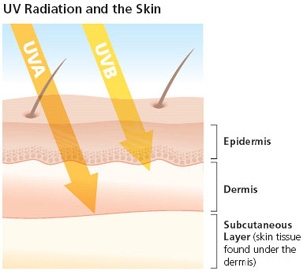 UV Radiation and the Skin
UVA
UVB
Epidermis
Dermis
Subcutaneous
Layer (skin tissue
found under the
dermis)